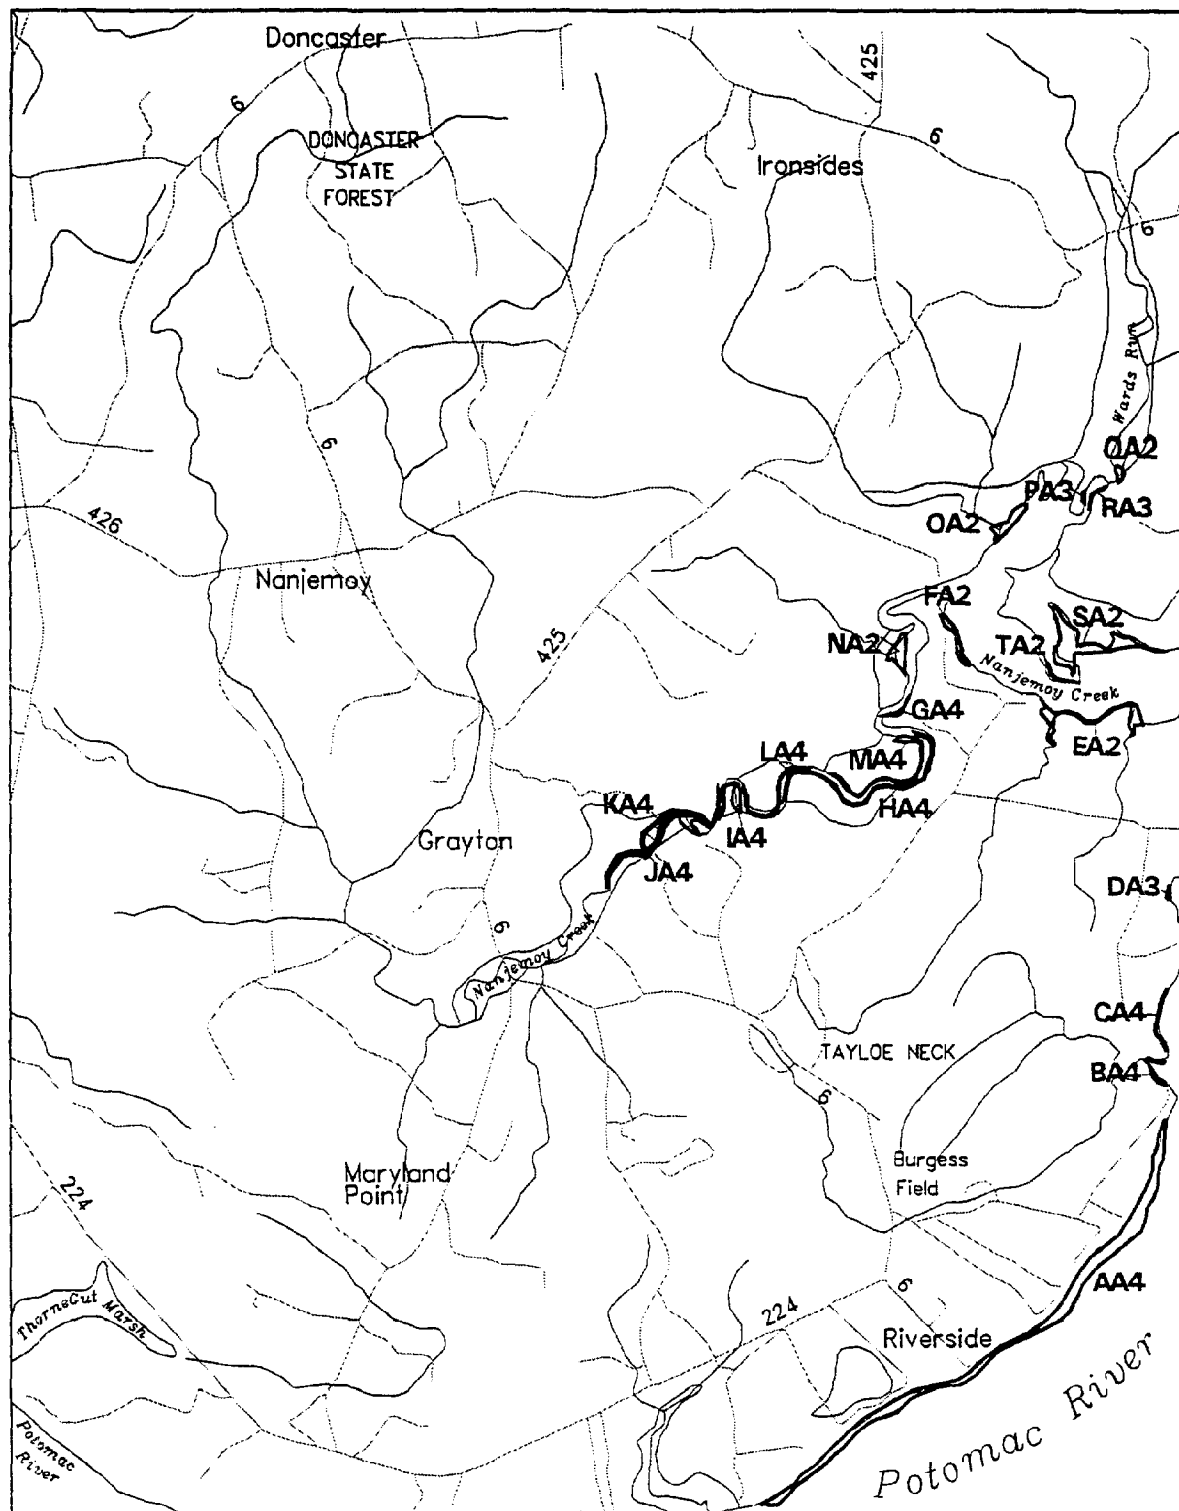 Doncaster
6
425
DONCASTER
STATE
FOREST
Ironsides
6
6
Wards Run
6
QA2
PA3
RA3
OA2
426
Nanjemoy
FA2
SA2
NA2
TA2
425
Nanjemoy Creek
GA4
EA2
LA4
MA4
KA4
HA4
IA4
Grayton
JA4
DA3
6
Nanjemoy Creek
CA4
TAYLOE NECK
BA4
6
Burgess
Field
Maryland
Point
224
AA4
6
ThorneGut Marsh
224
Riverside
Potomac River
Potomac
River